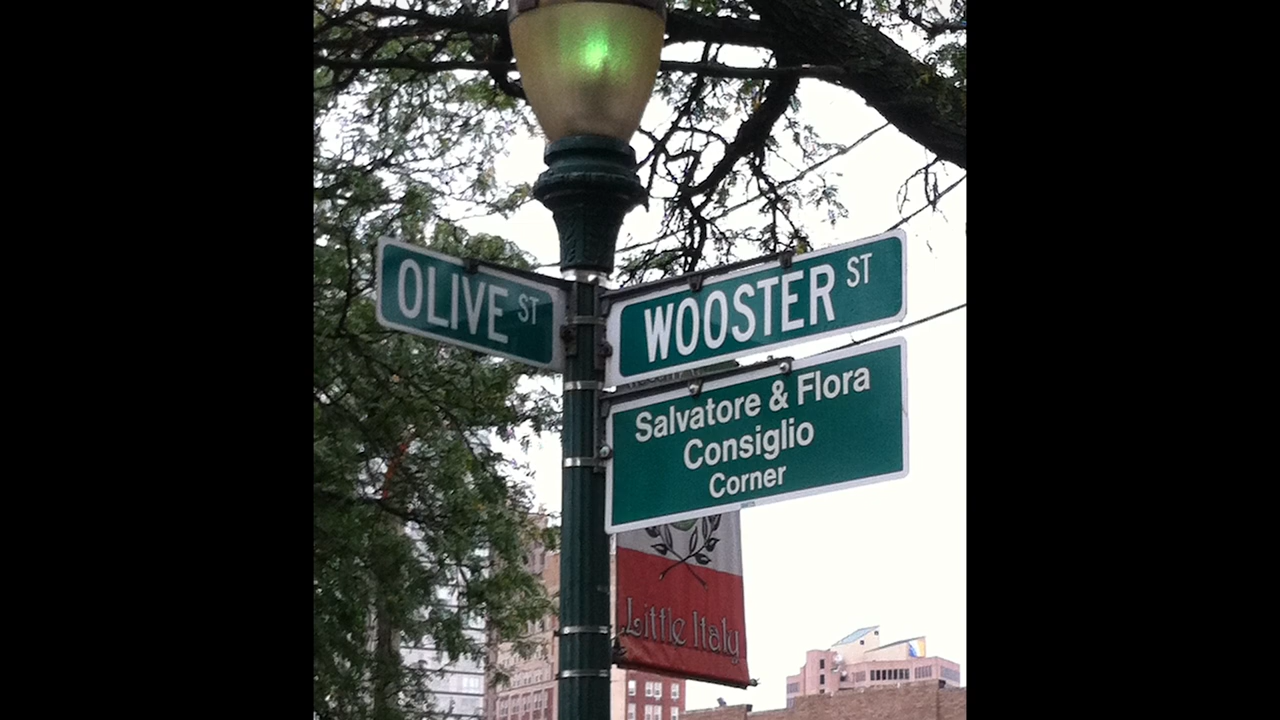 OLIVE ST
WOOSTER ST
Salvatore & Flora
Consiglio
Corner
Little Italy